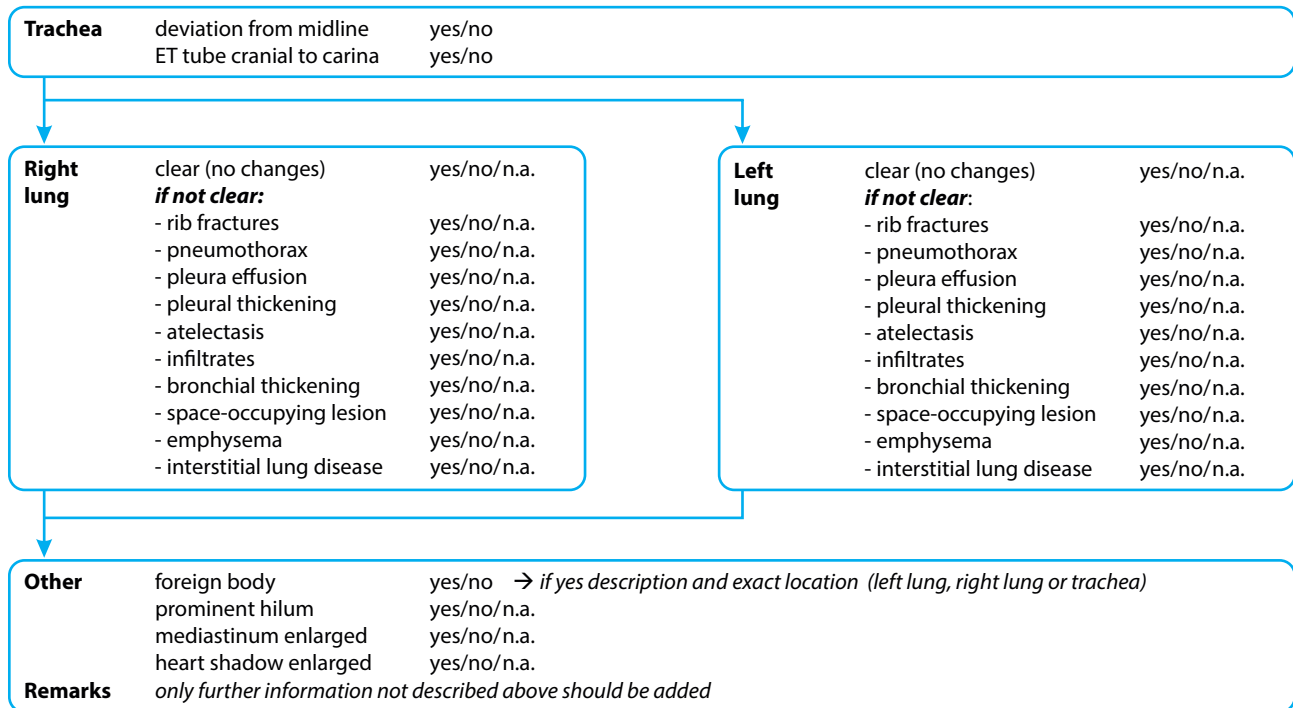 Trachea deviation from midline yes/no
ET tube cranial to carina yes/no
Right lung clear (no changes) yes/no/n.a.
if not clear:
- rib fractures yes/no/n.a.
- pneumothorax yes/no/n.a.
- pleura effusion yes/no/n.a.
- pleural thickening yes/no/n.a.
- atelectasis yes/no/n.a.
- infiltrates yes/no/n.a.
- bronchial thickening yes/no/n.a.
- space-occupying lesion yes/no/n.a.
- emphysema yes/no/n.a.
- interstitial lung disease yes/no/n.a.
Left lung clear (no changes) yes/no/n.a.
if not clear:
- rib fractures yes/no/n.a.
- pneumothorax yes/no/n.a.
- pleura effusion yes/no/n.a.
- pleural thickening yes/no/n.a.
- atelectasis yes/no/n.a.
- infiltrates yes/no/n.a.
- bronchial thickening yes/no/n.a.
- space-occupying lesion yes/no/n.a.
- emphysema yes/no/n.a.
- interstitial lung disease yes/no/n.a.
Other foreign body yes/no → if yes description and exact location (left lung, right lung or trachea)
prominent hilum yes/no/n.a.
mediastinum enlarged yes/no/n.a.
heart shadow enlarged yes/no/n.a.
Remarks only further information not described above should be added